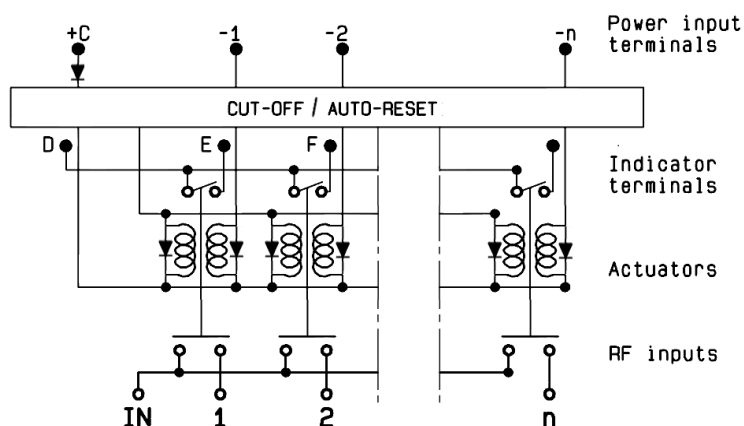 +C -1 -2 -n Power input
terminals
CUT-OFF / AUTO-RESET
D E F Indicator
terminals
Actuators
RF inputs
IN 1 2 n